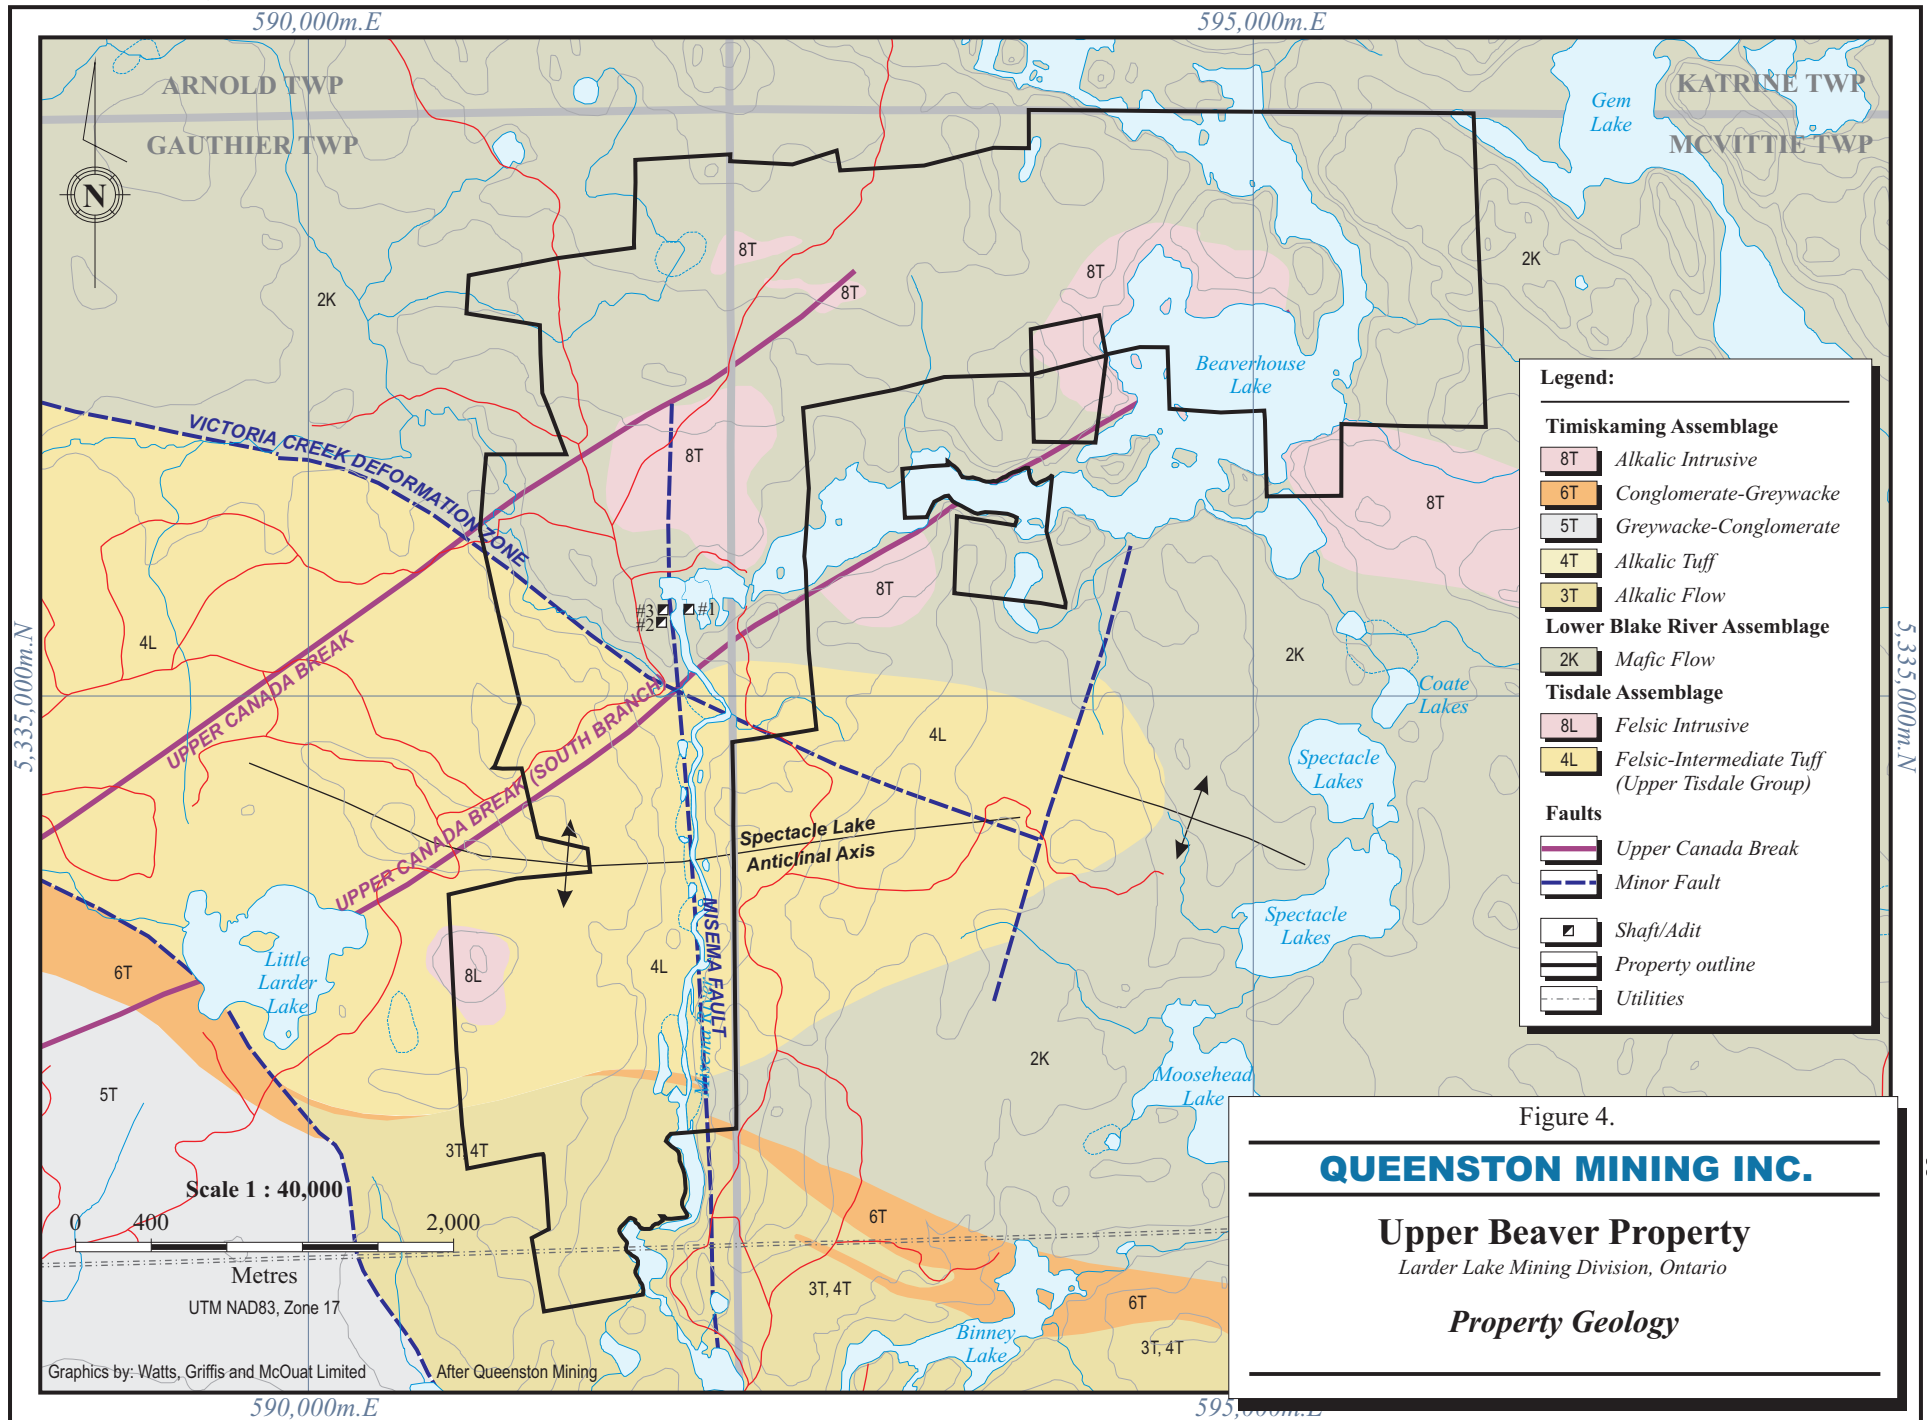 590,000m.E
595,000m.E
ARNOLD TWP
KATRINE TWP
GAUTHIER TWP
MCVITTIE TWP
Gem
Lake
N
8T
8T
8T
2K
2K
Beaverhouse
Lake
VICTORIA CREEK DEFORMATION ZONE
8T
8T
8T
#3
#1
#2
4L
2K
5,335,000m.N
5,335,000m.N
UPPER CANADA BREAK
UPPER CANADA BREAK (SOUTH BRANCH)
Coate
Lakes
4L
Spectacle
Lakes
Spectacle Lake
Anticlinal Axis
Spectacle
Lakes
MISEMA FAULT
Misema River
Little
Larder
Lake
6T
8L
4L
2K
5T
Moosehead
Lake
3T, 4T
6T
3T, 4T
6T
3T, 4T
Binney
Lake
Legend:
Timiskaming Assemblage
8T Alkalic Intrusive
6T Conglomerate-Greywacke
5T Greywacke-Conglomerate
4T Alkalic Tuff
3T Alkalic Flow
Lower Blake River Assemblage
2K Mafic Flow
Tisdale Assemblage
8L Felsic Intrusive
4L Felsic-Intermediate Tuff
(Upper Tisdale Group)
Faults
Upper Canada Break
Minor Fault
Shaft/Adit
Property outline
Utilities
Scale 1 : 40,000
0 400 2,000
Metres
UTM NAD83, Zone 17
Graphics by: Watts, Griffis and McOuat Limited
After Queenston Mining
Figure 4.
QUEENSTON MINING INC.
Upper Beaver Property
Larder Lake Mining Division, Ontario
Property Geology
590,000m.E
595,000m.E